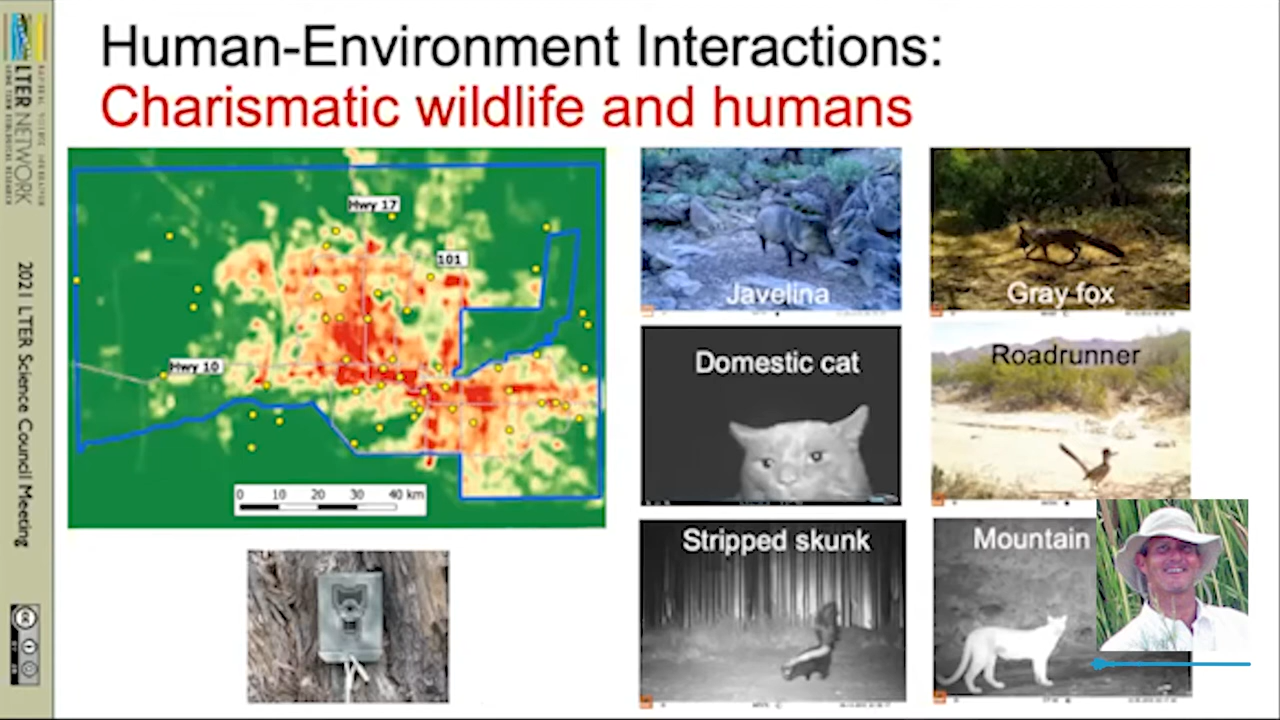 Human-Environment Interactions:
Charismatic wildlife and humans
LTER NETWORK
2021 LTER Science Council Meeting
Hwy 17
101
Hwy 10
0 10 20 30 40 km
Javelina
Gray fox
Domestic cat
Roadrunner
Stripped skunk
Mountain